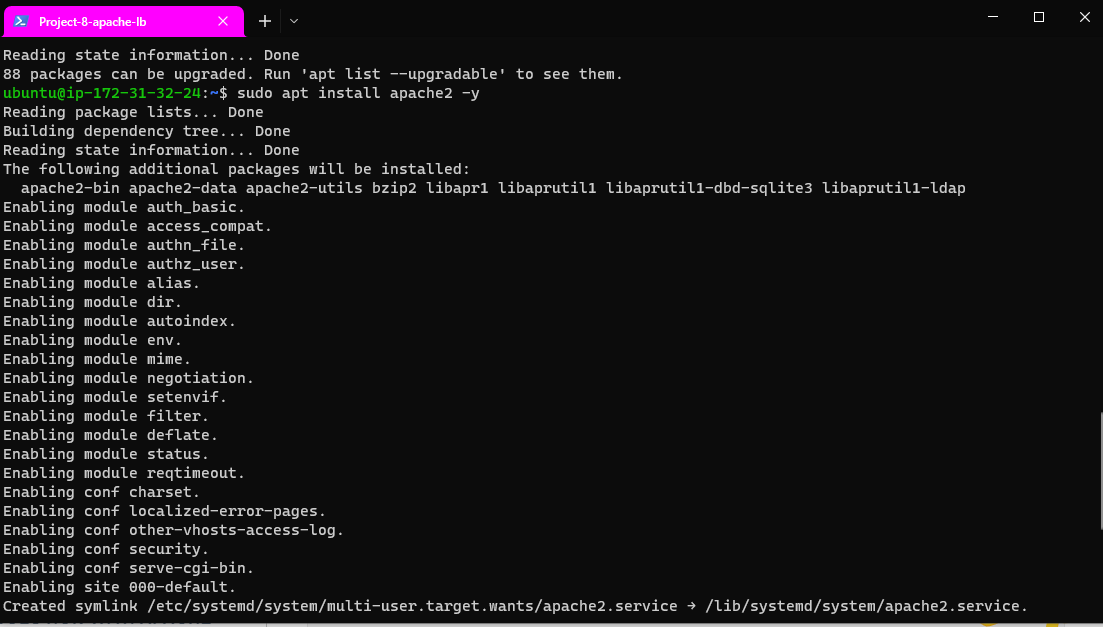 Project-8-apache-lb
Reading state information... Done
88 packages can be upgraded. Run 'apt list --upgradable' to see them.
ubuntu@ip-172-31-32-24:~$ sudo apt install apache2 -y
Reading package lists... Done
Building dependency tree... Done
Reading state information... Done
The following additional packages will be installed:
  apache2-bin apache2-data apache2-utils bzip2 libapr1 libaprutil1 libaprutil1-dbd-sqlite3 libaprutil1-ldap
Enabling module auth_basic.
Enabling module access_compat.
Enabling module authn_file.
Enabling module authz_user.
Enabling module alias.
Enabling module dir.
Enabling module autoindex.
Enabling module env.
Enabling module mime.
Enabling module negotiation.
Enabling module setenvif.
Enabling module filter.
Enabling module deflate.
Enabling module status.
Enabling module reqtimeout.
Enabling conf charset.
Enabling conf localized-error-pages.
Enabling conf other-vhosts-access-log.
Enabling conf security.
Enabling conf serve-cgi-bin.
Enabling site 000-default.
Created symlink /etc/systemd/system/multi-user.target.wants/apache2.service → /lib/systemd/system/apache2.service.